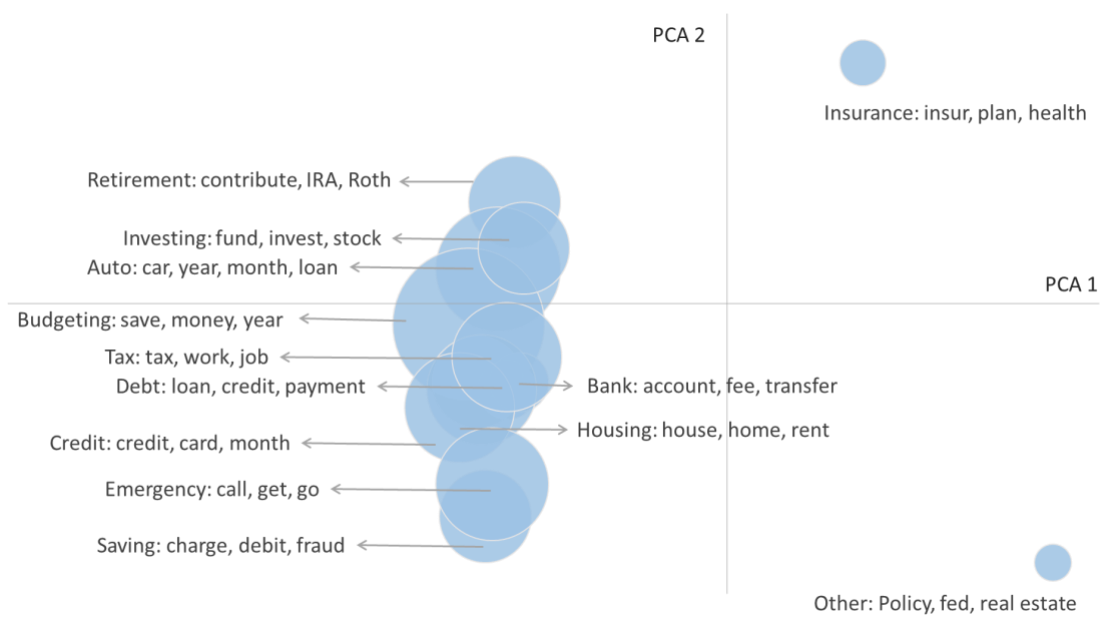 PCA 2
Insurance: insur, plan, health
Retirement: contribute, IRA, Roth
Investing: fund, invest, stock
Auto: car, year, month, loan
PCA 1
Budgeting: save, money, year
Tax: tax, work, job
Debt: loan, credit, payment
Bank: account, fee, transfer
Housing: house, home, rent
Credit: credit, card, month
Emergency: call, get, go
Saving: charge, debit, fraud
Other: Policy, fed, real estate